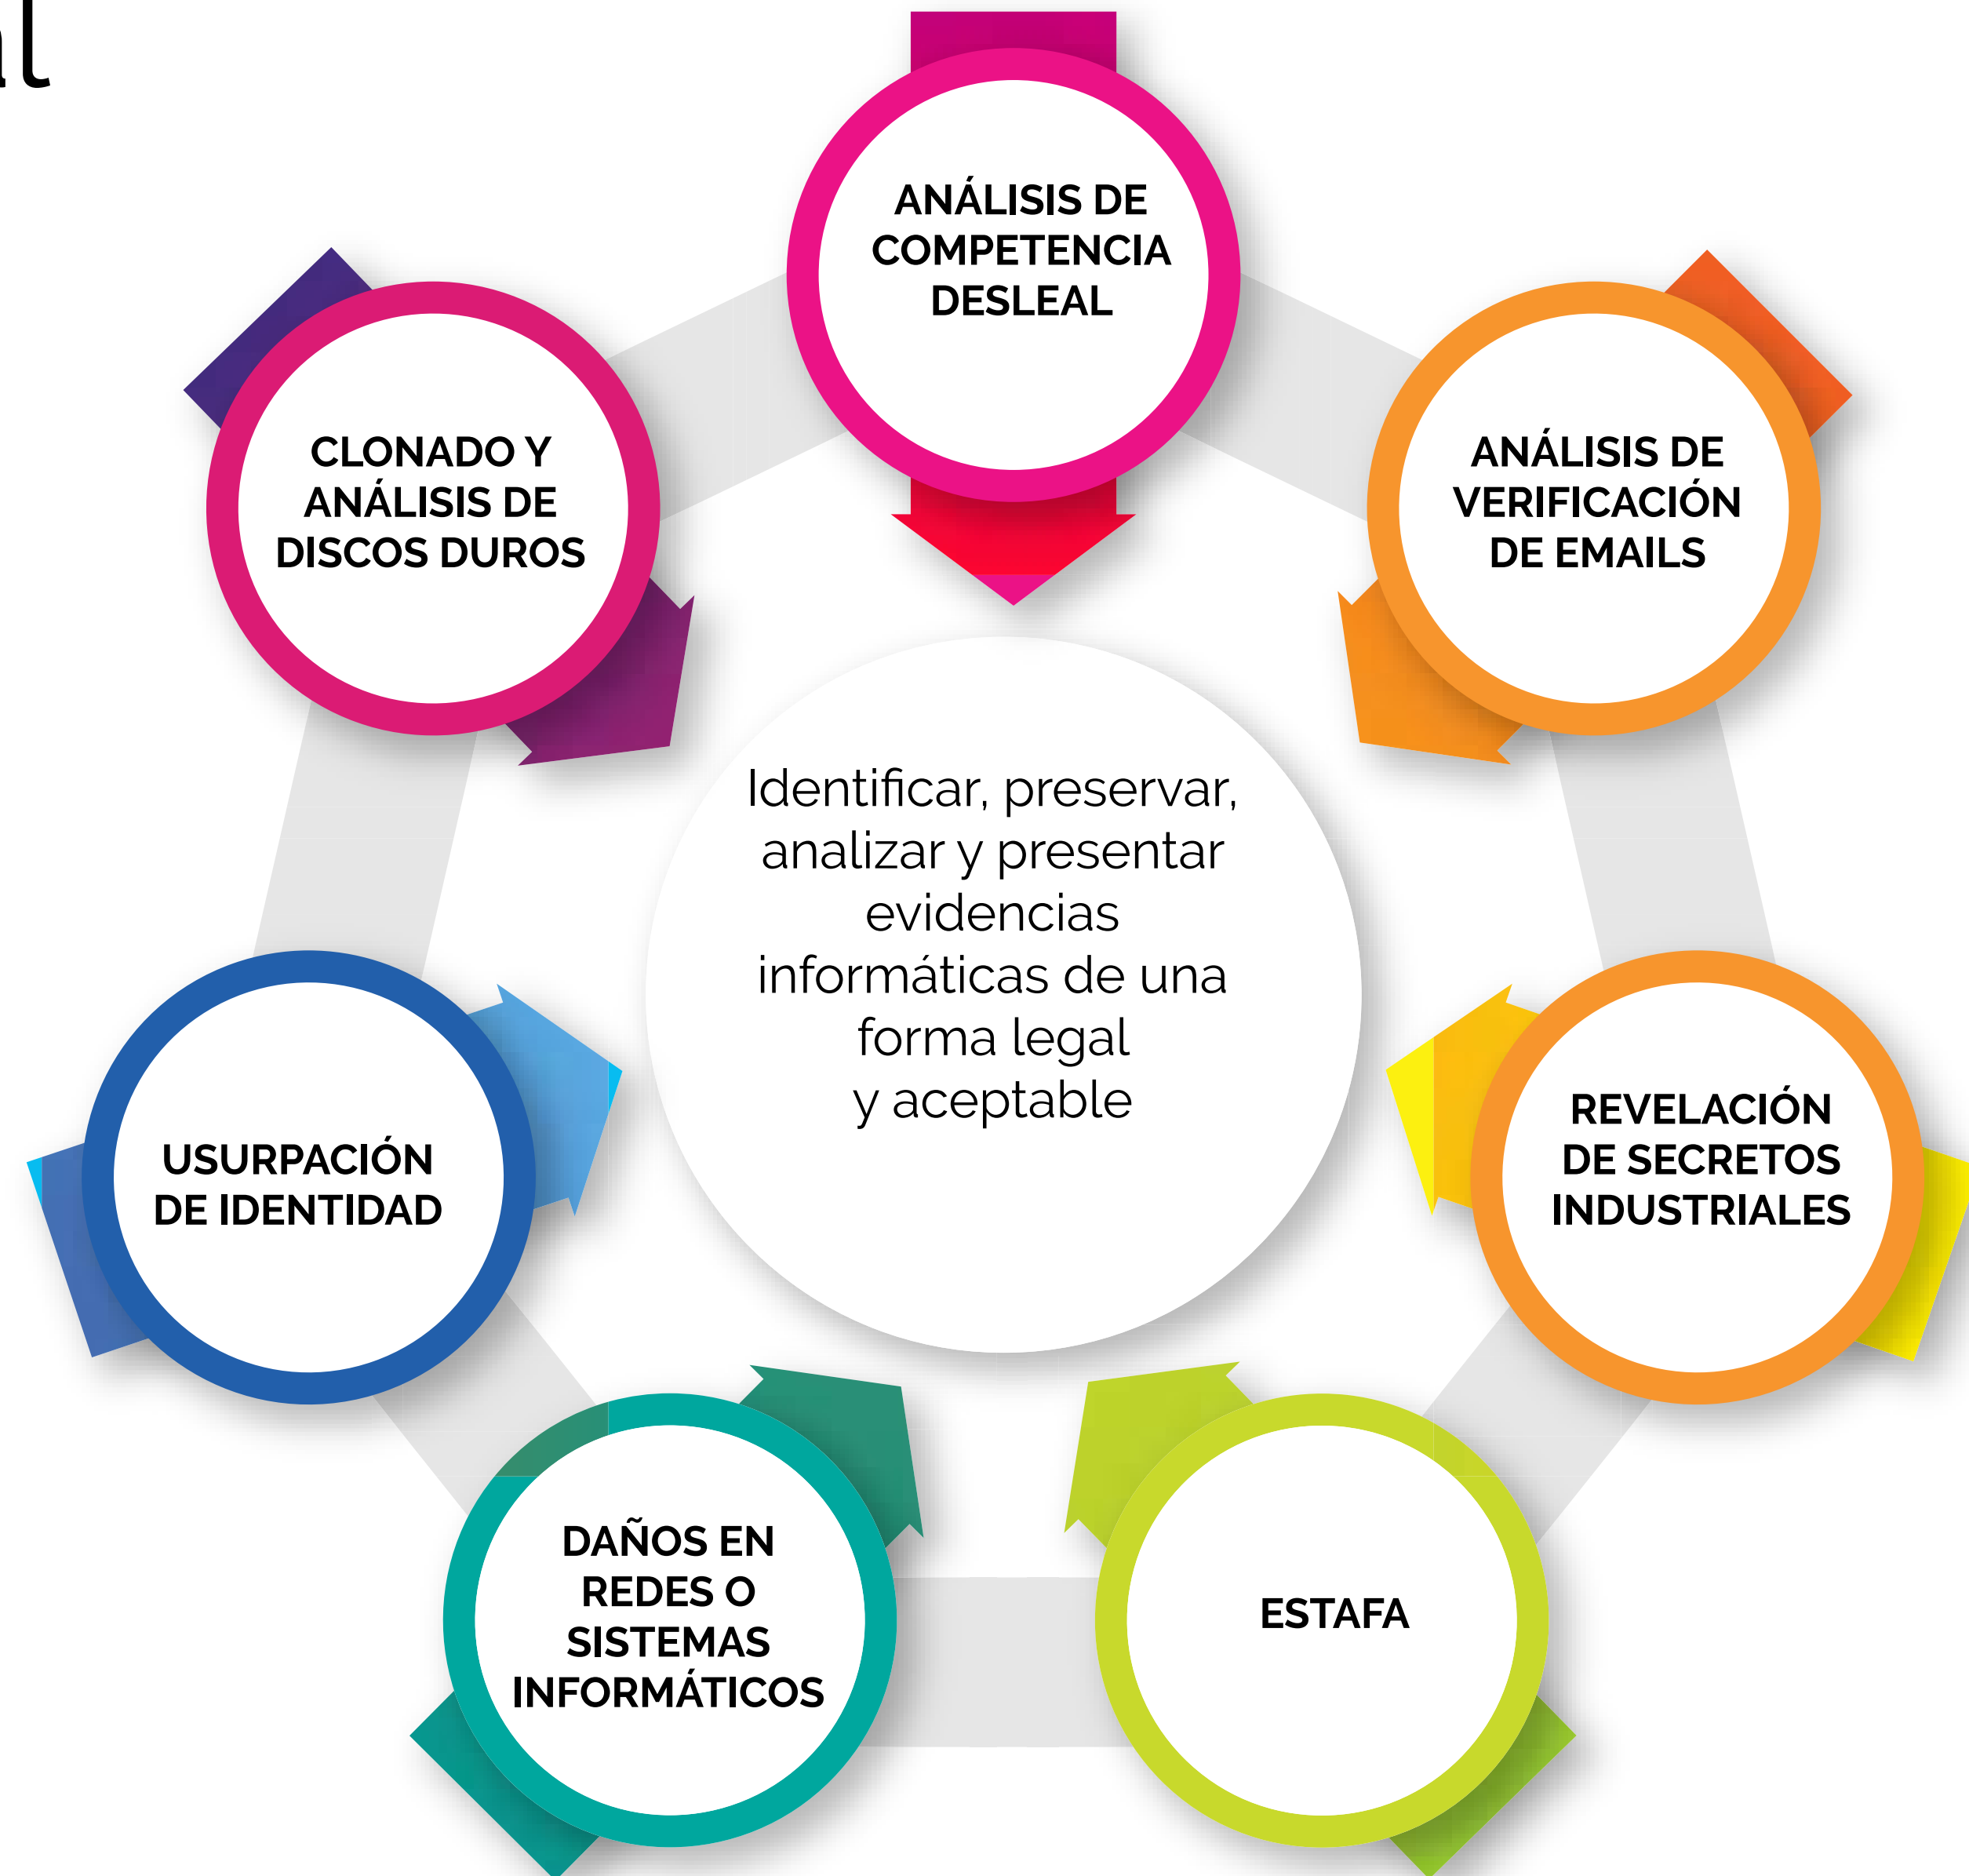 al
ANÁLISIS DE
COMPETENCIA
DESLEAL
ANÁLISIS DE
VERIFICACIÓN
DE EMAILS
REVELACIÓN
DE SECRETOS
INDUSTRIALES
ESTAFA
DAÑOS EN
REDES O
SISTEMAS
INFORMÁTICOS
USURPACIÓN
DE IDENTIDAD
CLONADO Y
ANÁLISIS DE
DISCOS DUROS
Identificar, preservar,
analizar y presentar
evidencias
informáticas de una
forma legal
y aceptable